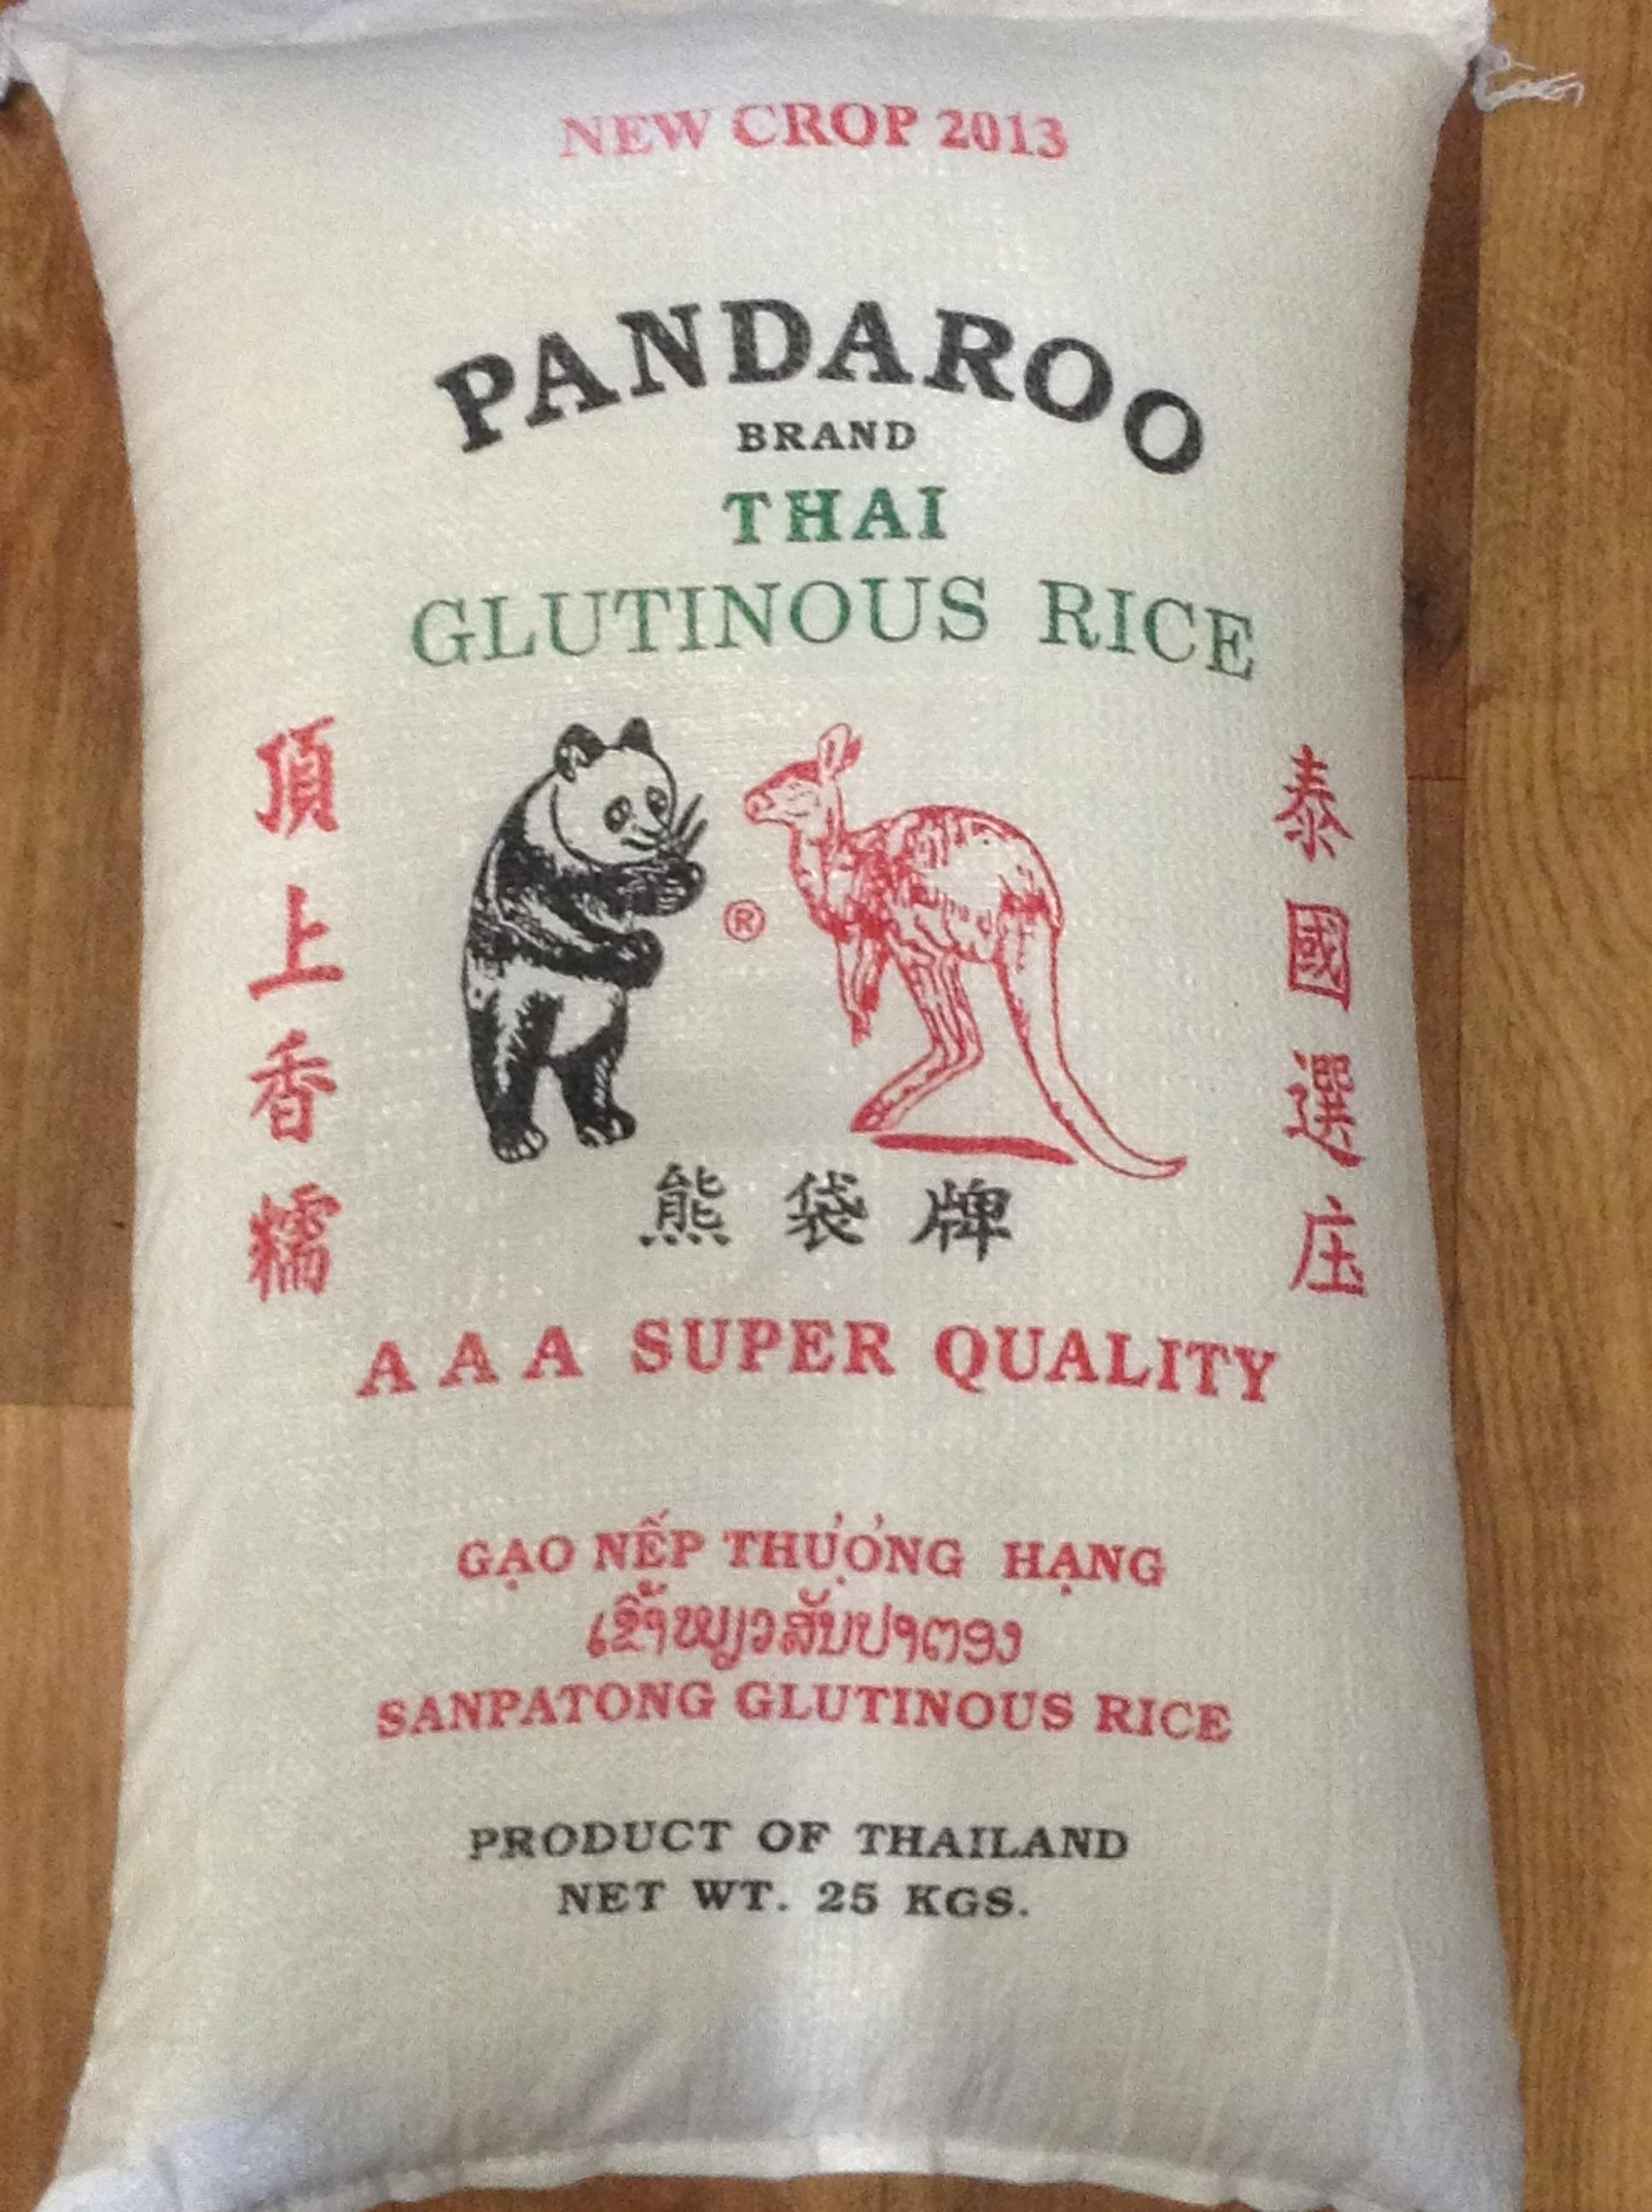 NEW CROP 2013
PANDAROO
BRAND
THAI
GLUTINOUS RICE
頂上香糯
泰國選庄
®
熊袋牌
AAA SUPER QUALITY
GẠO NẾP THƯỢNG HẠNG
ເຂົ້າໜຽວສັນປາຕອງ
SANPATONG GLUTINOUS RICE
PRODUCT OF THAILAND
NET WT. 25 KGS.